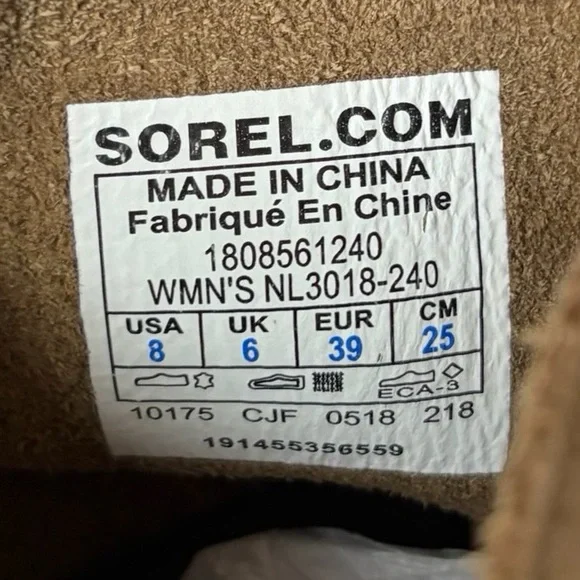 SOREL.COM
MADE IN CHINA
Fabriqué En Chine
1808561240
WMN'S NL3018-240
USA UK EUR CM
8 6 39 25
ECA-3
10175 CJF 0518 218
191455356559